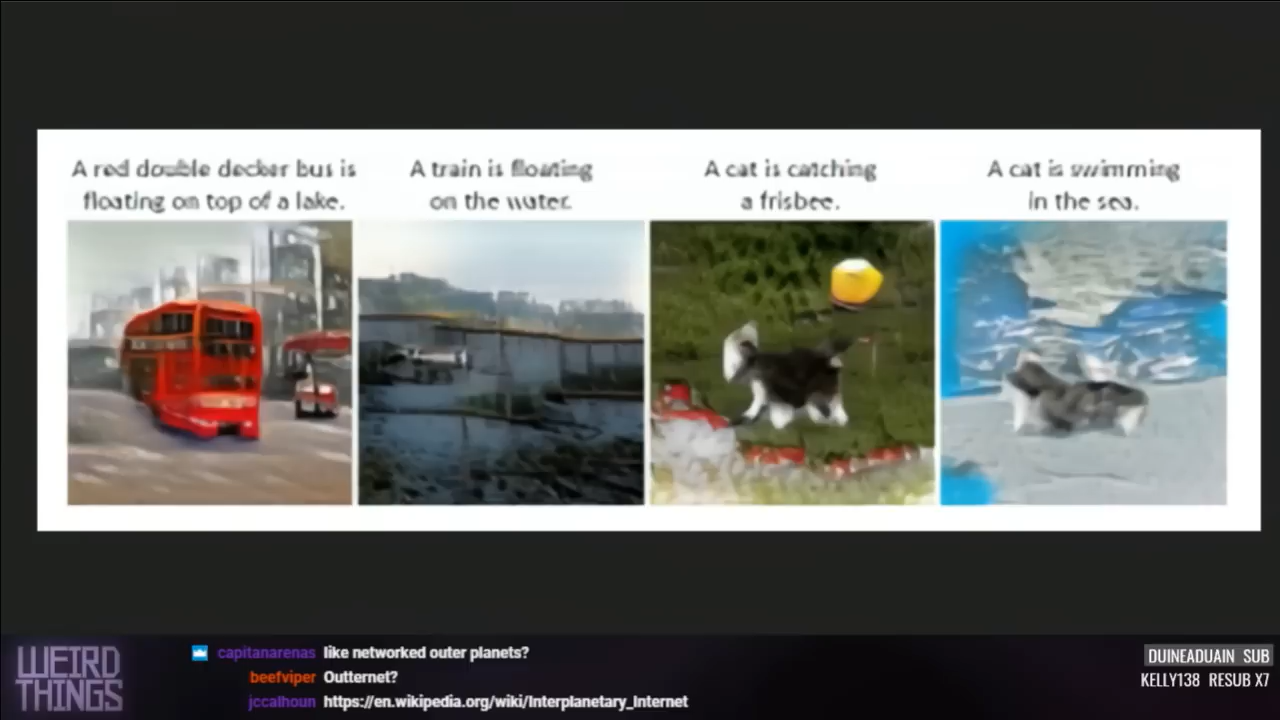 A red double decker bus is
floating on top of a lake.
A train is floating
on the water.
A cat is catching
a frisbee.
A cat is swimming
in the sea.
WEIRD
THINGS
capitanarenas like networked outer planets?
beefviper Outternet?
jccalhoun https://en.wikipedia.org/wiki/Interplanetary_Internet
DUINEADUAIN SUB
KELLY138 RESUB X7